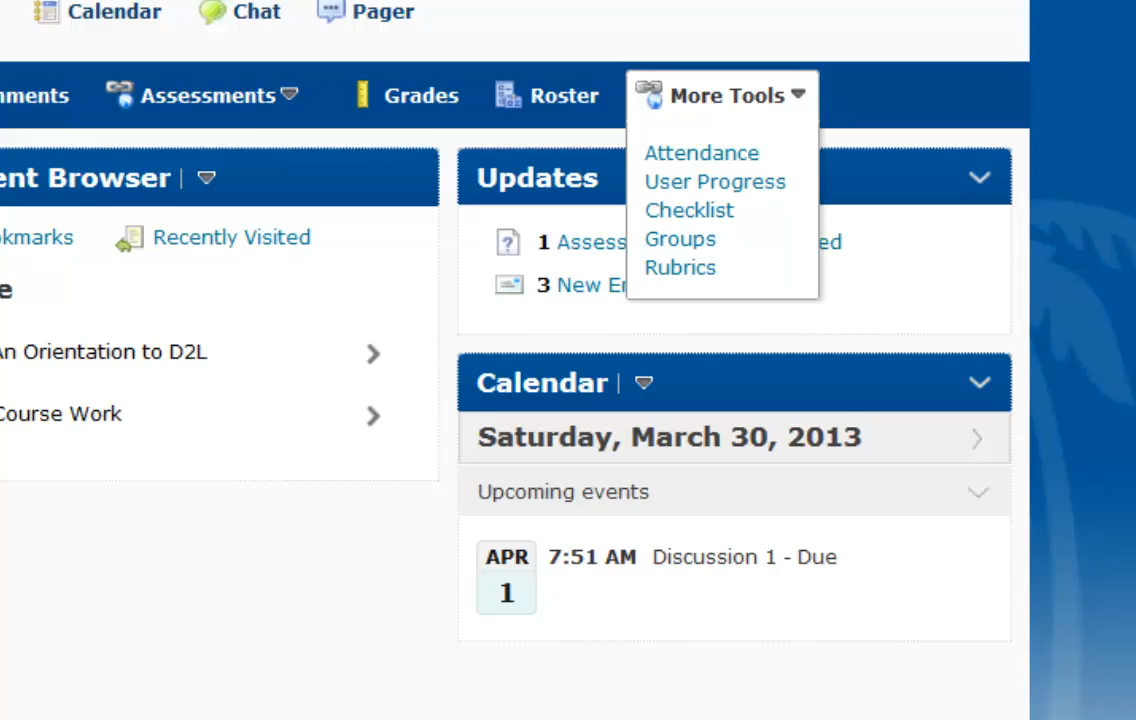 Calendar Chat Pager
nments Assessments Grades Roster More Tools
Attendance
User Progress
Checklist
Groups
Rubrics
ent Browser
okmarks Recently Visited
e
An Orientation to D2L
Course Work
Updates
1 Assess ed
3 New Er
Calendar
Saturday, March 30, 2013
Upcoming events
APR 7:51 AM Discussion 1 - Due
1